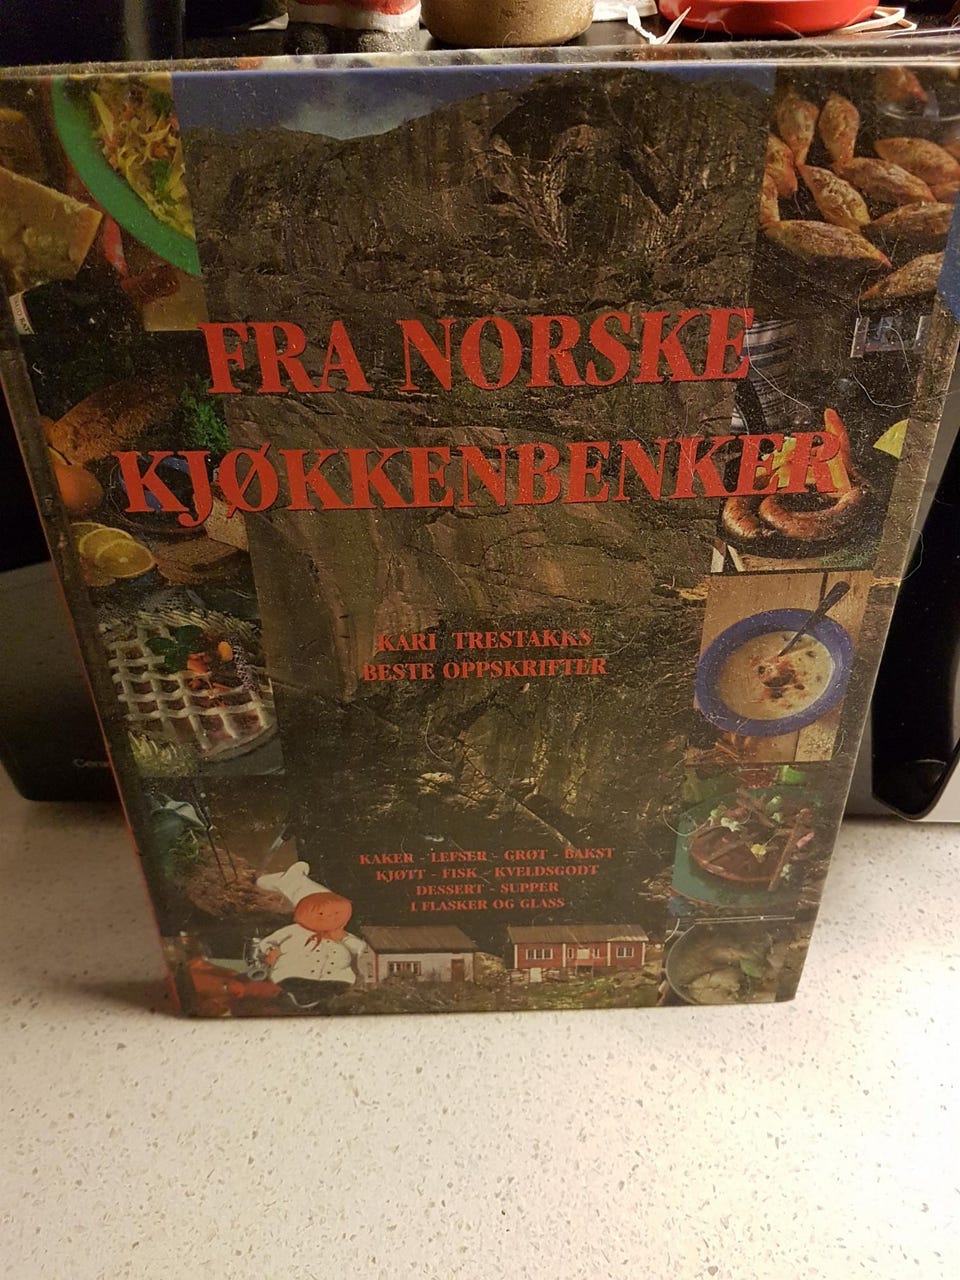 FRA NORSKE
KJØKKENBENKER
KARI TRESTAKKS
BESTE OPPSKRIFTER
KAKER - LEFSER - GRØT - BAKST
KJØTT - FISK - KVELDSGODT
DESSERT - SUPPER
I FLASKER OG GLASS